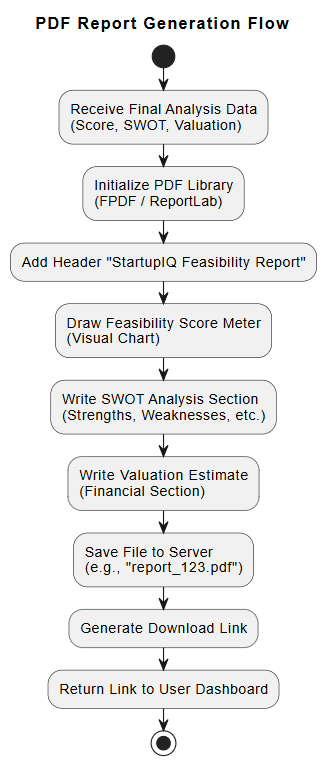 PDF Report Generation Flow
Receive Final Analysis Data
(Score, SWOT, Valuation)
Initialize PDF Library
(FPDF / ReportLab)
Add Header "StartupIQ Feasibility Report"
Draw Feasibility Score Meter
(Visual Chart)
Write SWOT Analysis Section
(Strengths, Weaknesses, etc.)
Write Valuation Estimate
(Financial Section)
Save File to Server
(e.g., "report_123.pdf")
Generate Download Link
Return Link to User Dashboard